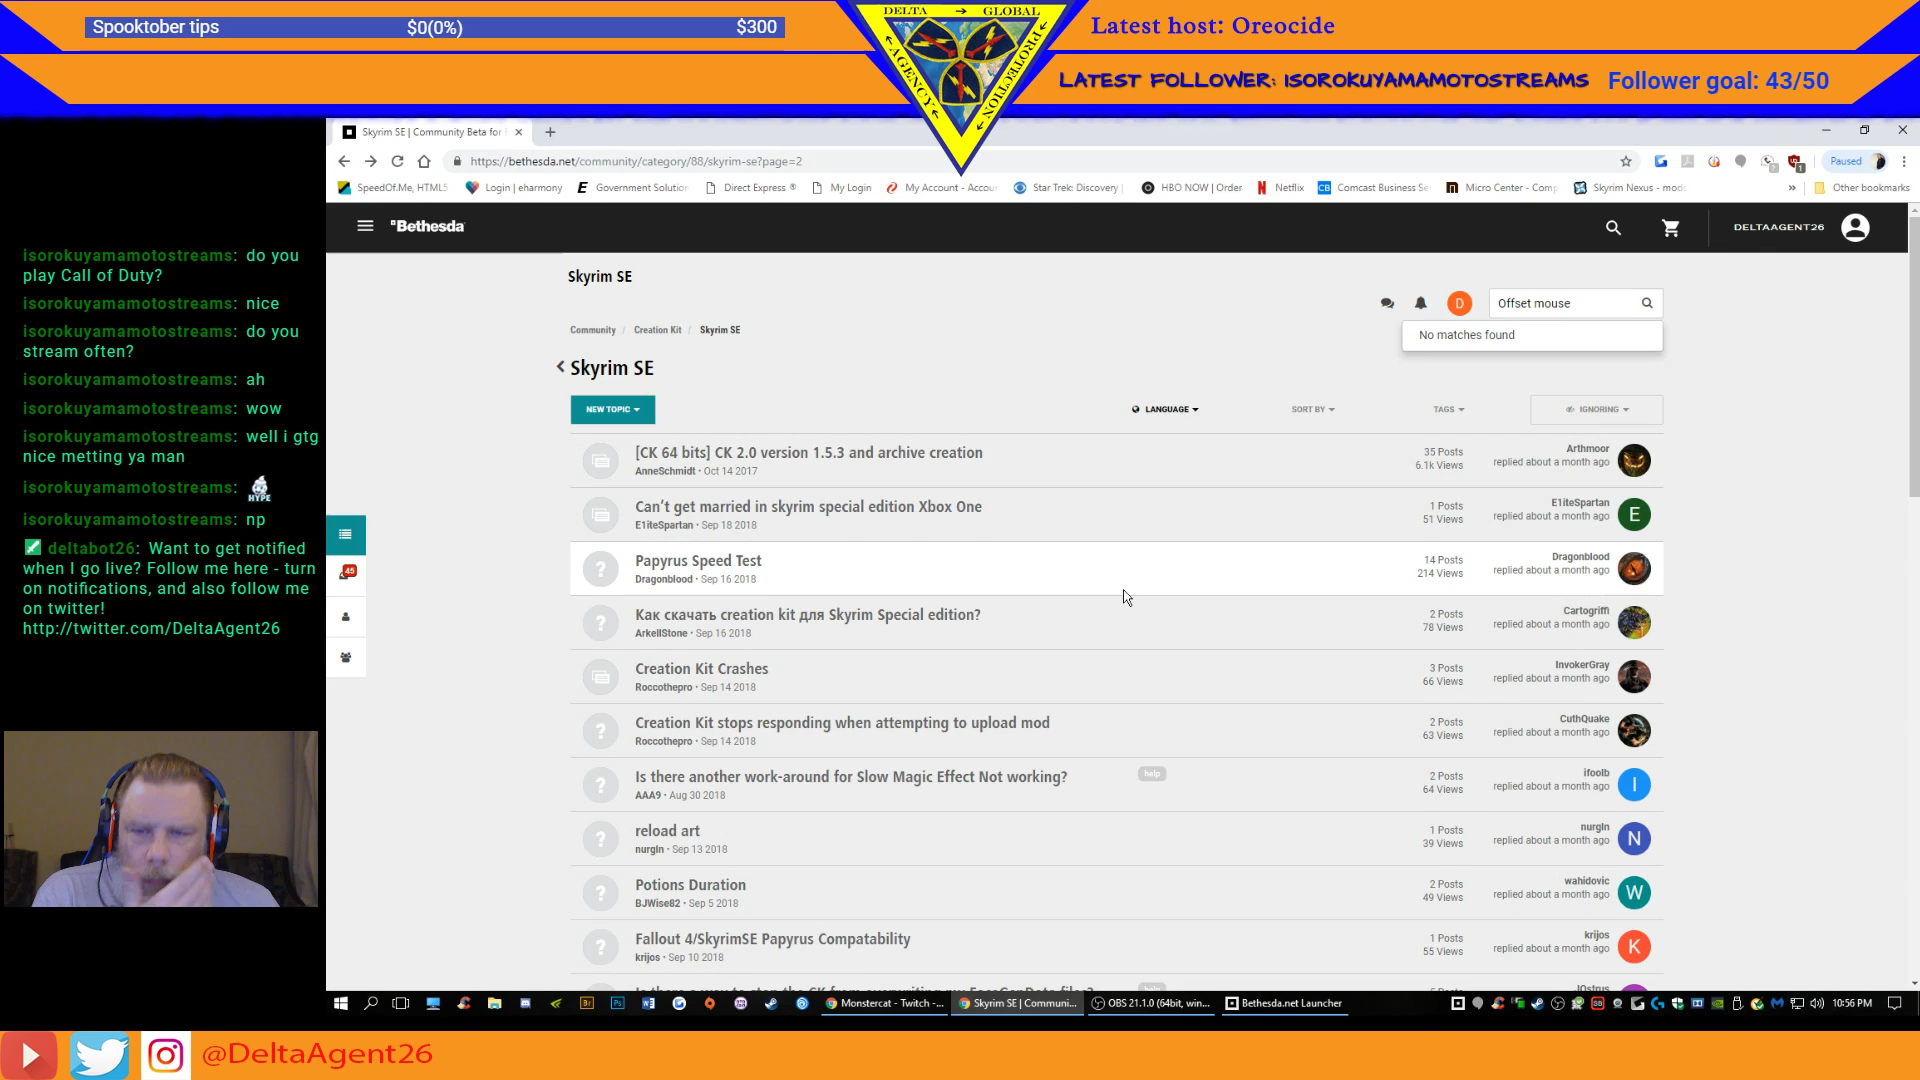 Spooktober tips $0(0%) $300
DELTA → GLOBAL
PROTECTION
AGENCY
Latest host: Oreocide
LATEST FOLLOWER: ISOROKUYAMAMOTOSTREAMS Follower goal: 43/50
Skyrim SE | Community Beta for
https://bethesda.net/community/category/88/skyrim-se?page=2
Paused
SpeedOf.Me, HTML5 Login | eharmony Government Solution Direct Express ® My Login My Account - Accou Star Trek: Discovery | HBO NOW | Order Netflix Comcast Business Se Micro Center - Comp Skyrim Nexus - mods » Other bookmarks
Bethesda
DELTAAGENT26
Skyrim SE
D Offset mouse
Community / Creation Kit / Skyrim SE
No matches found
Skyrim SE
NEW TOPIC LANGUAGE SORT BY TAGS IGNORING
[CK 64 bits] CK 2.0 version 1.5.3 and archive creation
AnneSchmidt • Oct 14 2017
35 Posts
6.1k Views
Arthmoor
replied about a month ago
Can't get married in skyrim special edition Xbox One
E1iteSpartan • Sep 18 2018
1 Posts
51 Views
E1iteSpartan
replied about a month ago
E
Papyrus Speed Test
Dragonblood • Sep 16 2018
14 Posts
214 Views
Dragonblood
replied about a month ago
Как скачать creation kit для Skyrim Special edition?
ArkellStone • Sep 16 2018
2 Posts
78 Views
Cartogriffi
replied about a month ago
Creation Kit Crashes
Roccothepro • Sep 14 2018
3 Posts
66 Views
InvokerGray
replied about a month ago
Creation Kit stops responding when attempting to upload mod
Roccothepro • Sep 14 2018
2 Posts
63 Views
CuthQuake
replied about a month ago
Is there another work-around for Slow Magic Effect Not working?
help
AAA9 • Aug 30 2018
2 Posts
64 Views
ifoolb
replied about a month ago
I
reload art
nurgln • Sep 13 2018
1 Posts
39 Views
nurgln
replied about a month ago
N
Potions Duration
BJWise82 • Sep 5 2018
2 Posts
49 Views
wahidovic
replied about a month ago
W
Fallout 4/SkyrimSE Papyrus Compatability
krijos • Sep 10 2018
1 Posts
55 Views
krijos
replied about a month ago
K
45
isorokuyamamotostreams: do you
play Call of Duty?
isorokuyamamotostreams: nice
isorokuyamamotostreams: do you
stream often?
isorokuyamamotostreams: ah
isorokuyamamotostreams: wow
isorokuyamamotostreams: well i gtg
nice metting ya man
isorokuyamamotostreams:
HYPE
isorokuyamamotostreams: np
deltabot26: Want to get notified
when I go live? Follow me here - turn
on notifications, and also follow me
on twitter!
http://twitter.com/DeltaAgent26
Monstercat - Twitch -... Skyrim SE | Communi... OBS 21.1.0 (64bit, win... Bethesda.net Launcher
10:56 PM
@DeltaAgent26